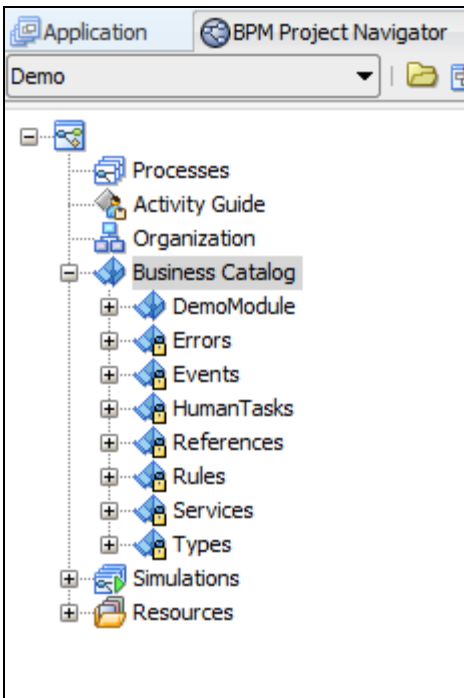 Application BPM Project Navigator
Demo
Processes
Activity Guide
Organization
Business Catalog
DemoModule
Errors
Events
HumanTasks
References
Rules
Services
Types
Simulations
Resources